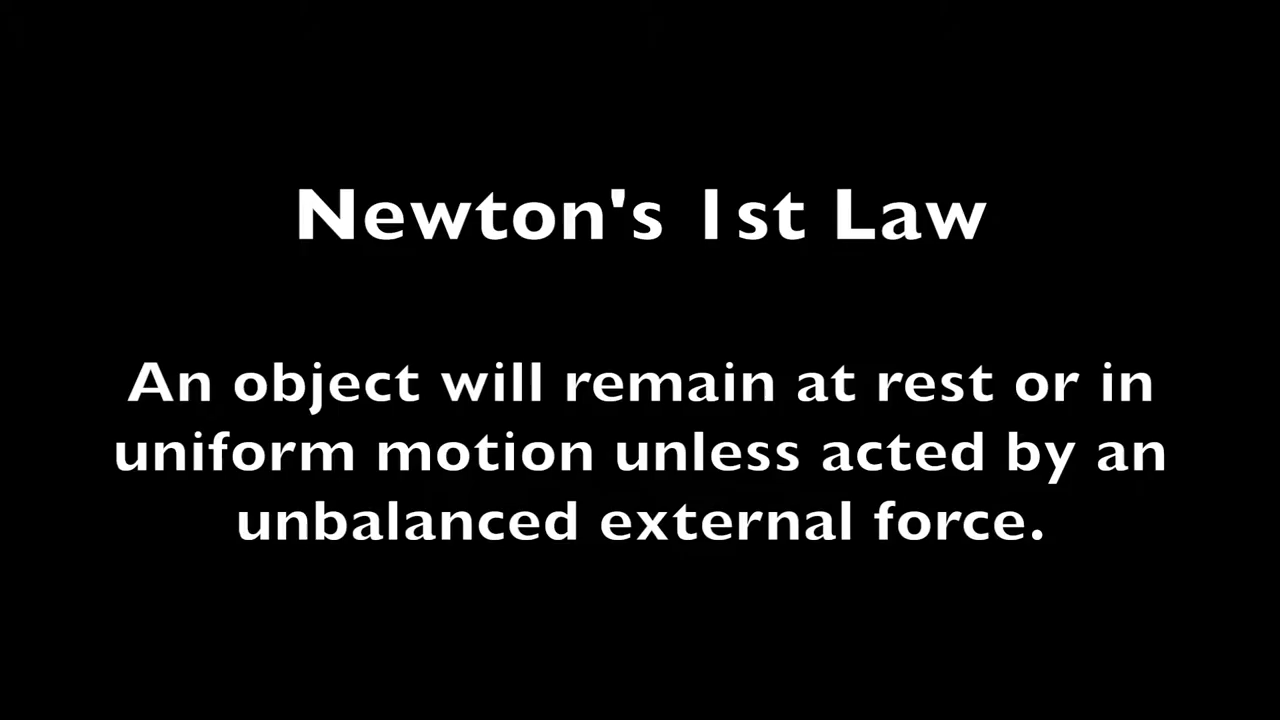 Newton's 1st Law
An object will remain at rest or in
uniform motion unless acted by an
unbalanced external force.